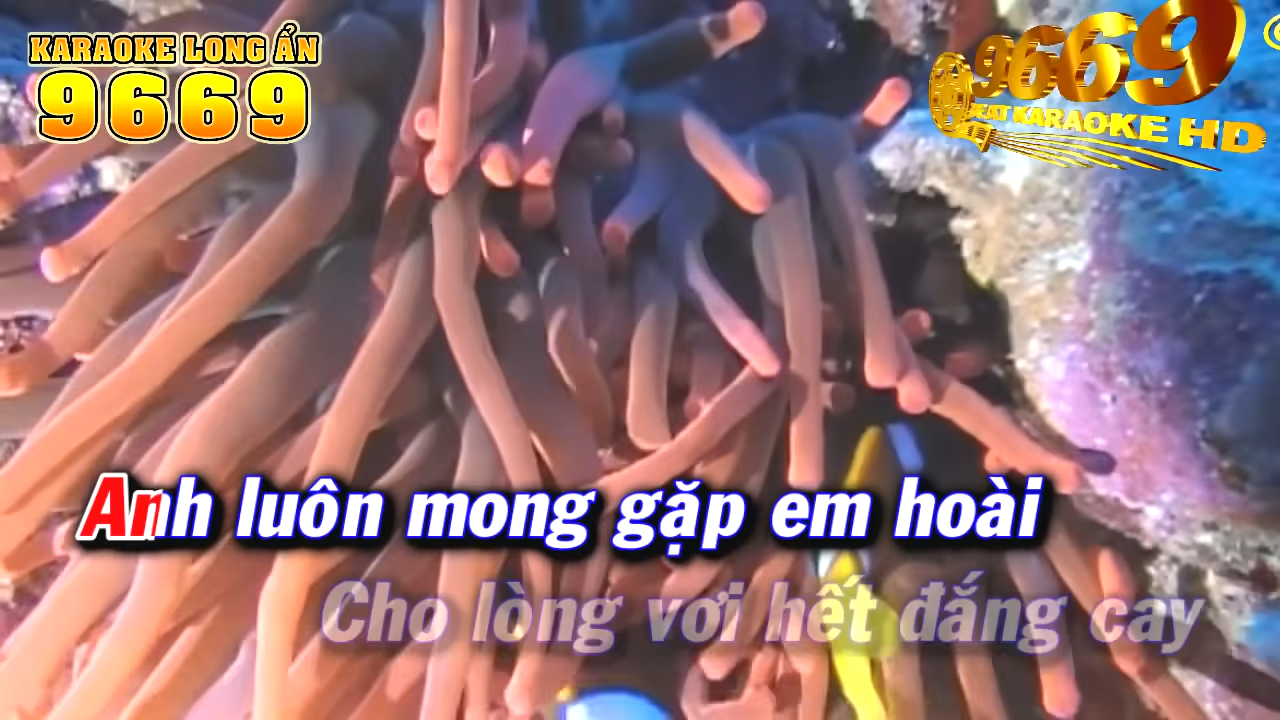 KARAOKE LONG ẨN
9669
9669
BEAT KARAOKE HD
Anh luôn mong gặp em hoài
Cho lòng vơi hết đắng cay